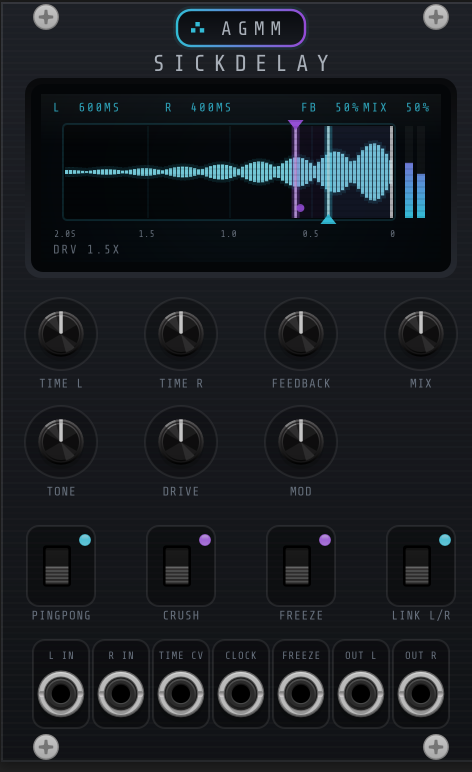 AGMM
SICKDELAY
L 600MS R 400MS FB 50% MIX 50%
2.0S 1.5 1.0 0.5 0
DRV 1.5X
TIME L TIME R FEEDBACK MIX
TONE DRIVE MOD
PINGPONG CRUSH FREEZE LINK L/R
L IN R IN TIME CV CLOCK FREEZE OUT L OUT R